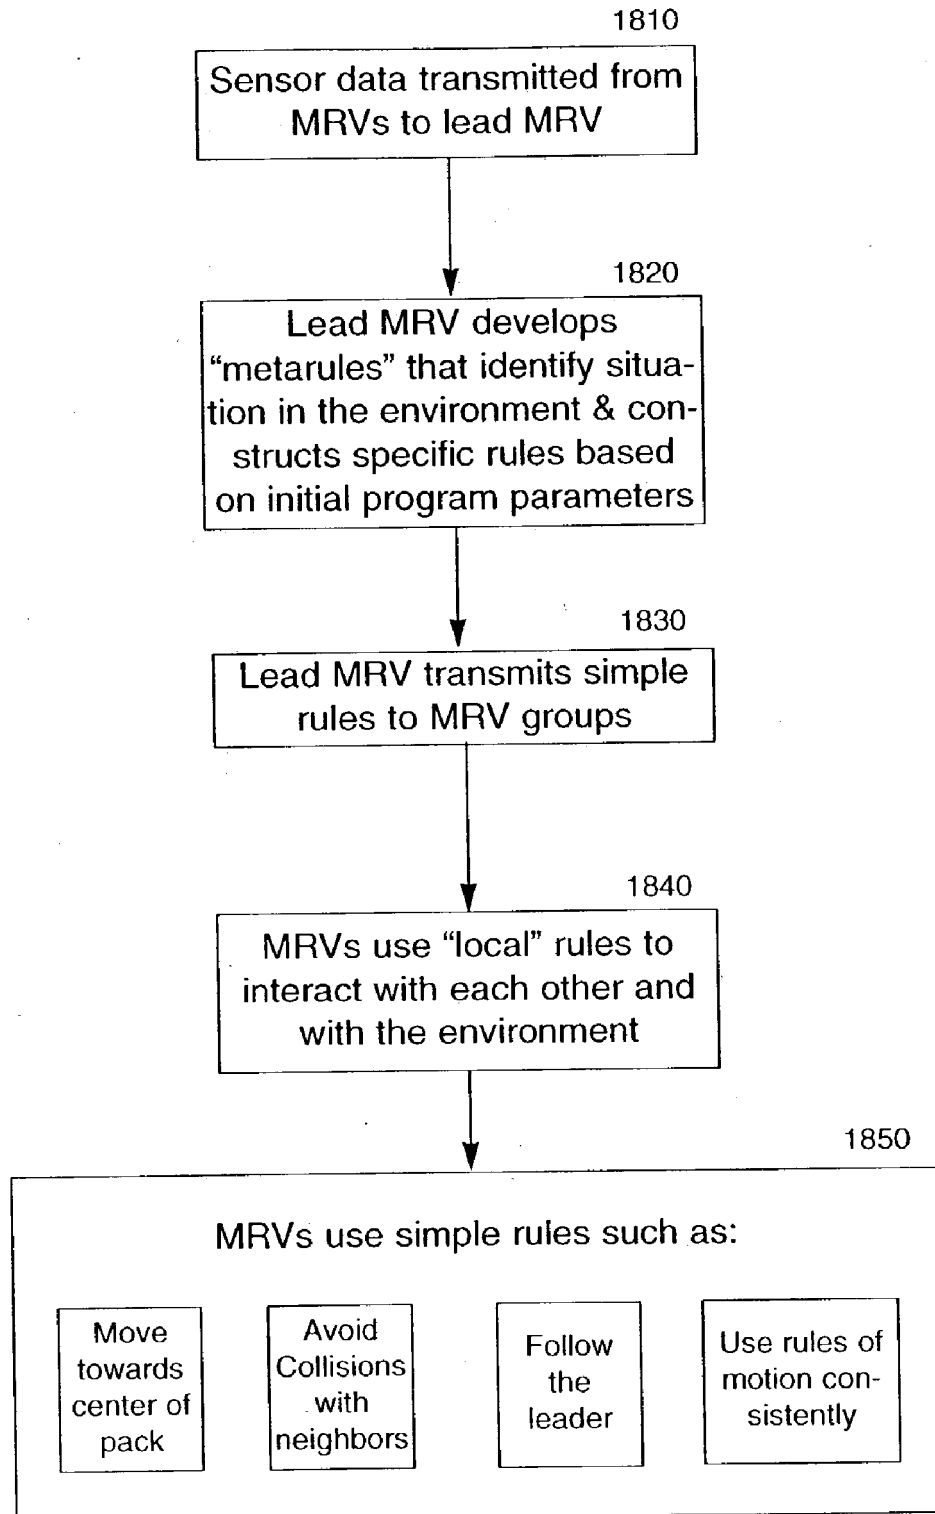 1810
Sensor data transmitted from
MRVs to lead MRV
1820
Lead MRV develops
“metarules” that identify situa-
tion in the environment & con-
structs specific rules based
on initial program parameters
1830
Lead MRV transmits simple
rules to MRV groups
1840
MRVs use “local” rules to
interact with each other and
with the environment
1850
MRVs use simple rules such as:
Move
towards
center of
pack
Avoid
Collisions
with
neighbors
Follow
the
leader
Use rules of
motion con-
sistently